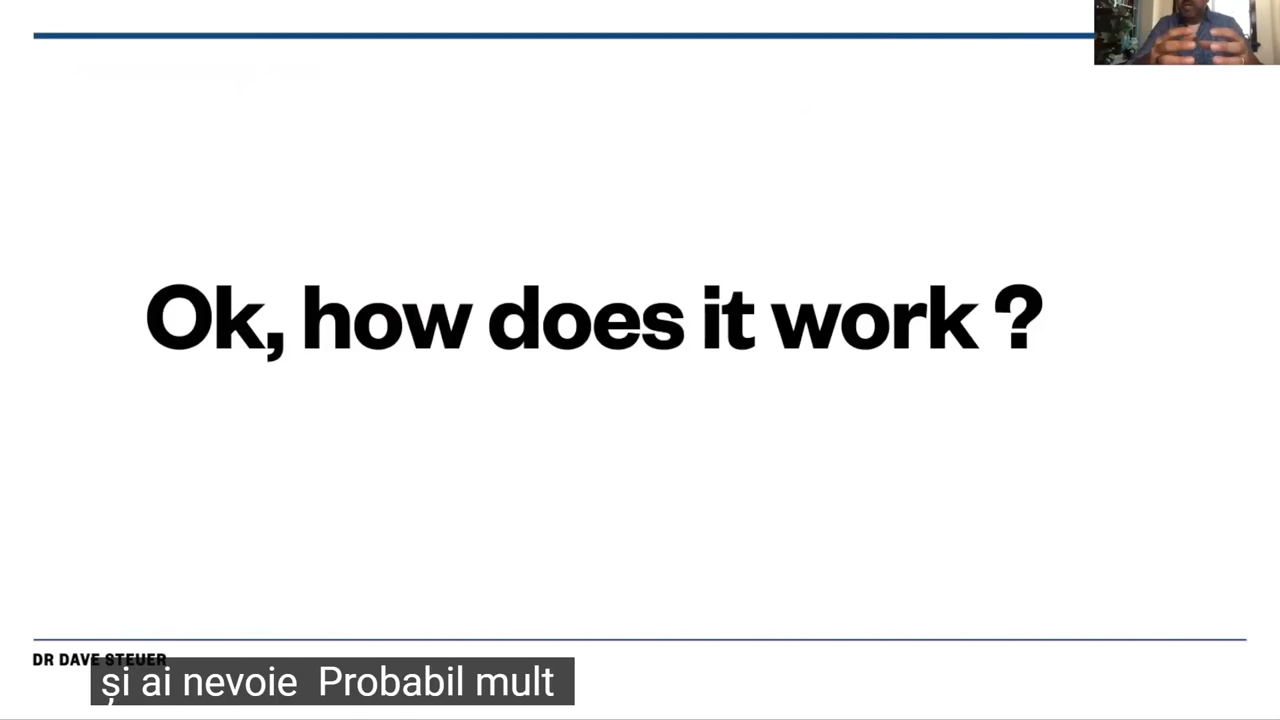 Ok, how does it work ?
DR DAVE STEUER
și ai nevoie  Probabil mult